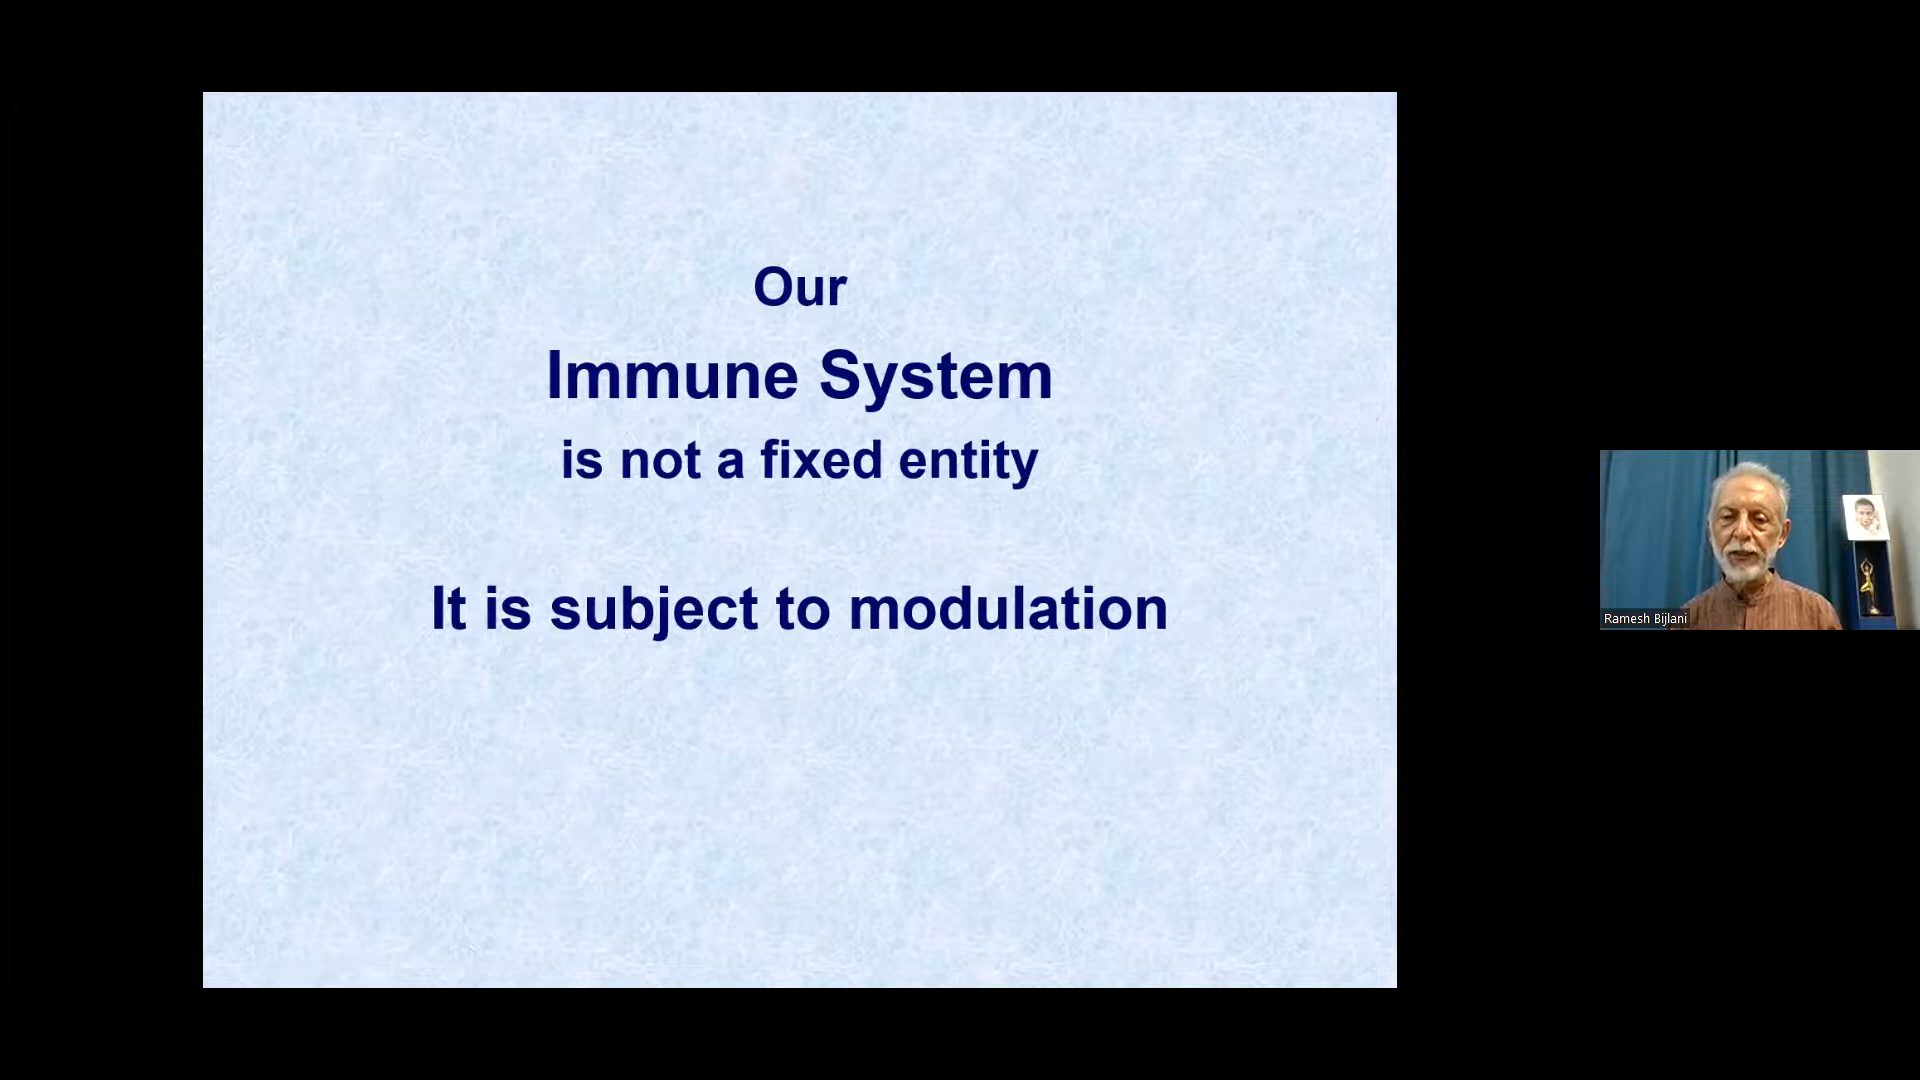 Our
Immune System
is not a fixed entity
It is subject to modulation
Ramesh Bijlani